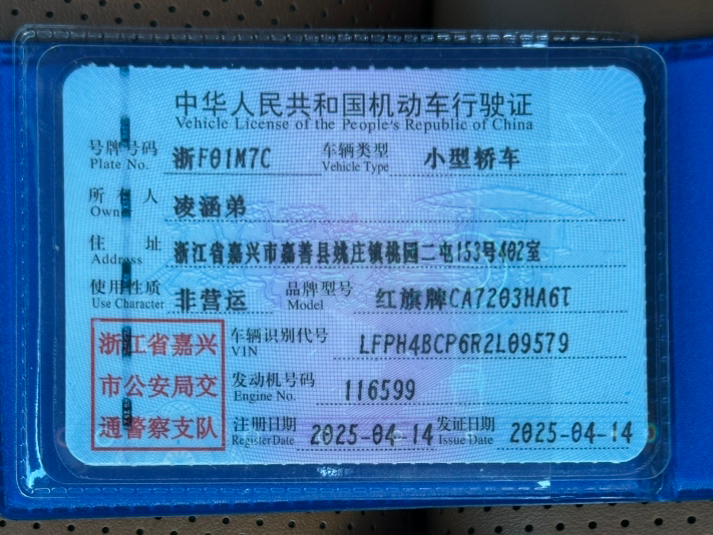 中华人民共和国机动车行驶证
Vehicle License of the People's Republic of China
号牌号码 浙F01M7C 车辆类型 小型轿车
Plate No. Vehicle Type
所有人 凌涵弟
Owner
住址 浙江省嘉兴市嘉善县姚庄镇桃园二屯153号402室
Address
使用性质 非营运 品牌型号 红旗牌CA7203HA6T
Use Character Model
浙江省嘉兴
市公安局交
通警察支队
车辆识别代号 LFPH4BCP6R2L09579
VIN
发动机号码 116599
Engine No.
注册日期 2025-04-14 发证日期 2025-04-14
Register Date Issue Date